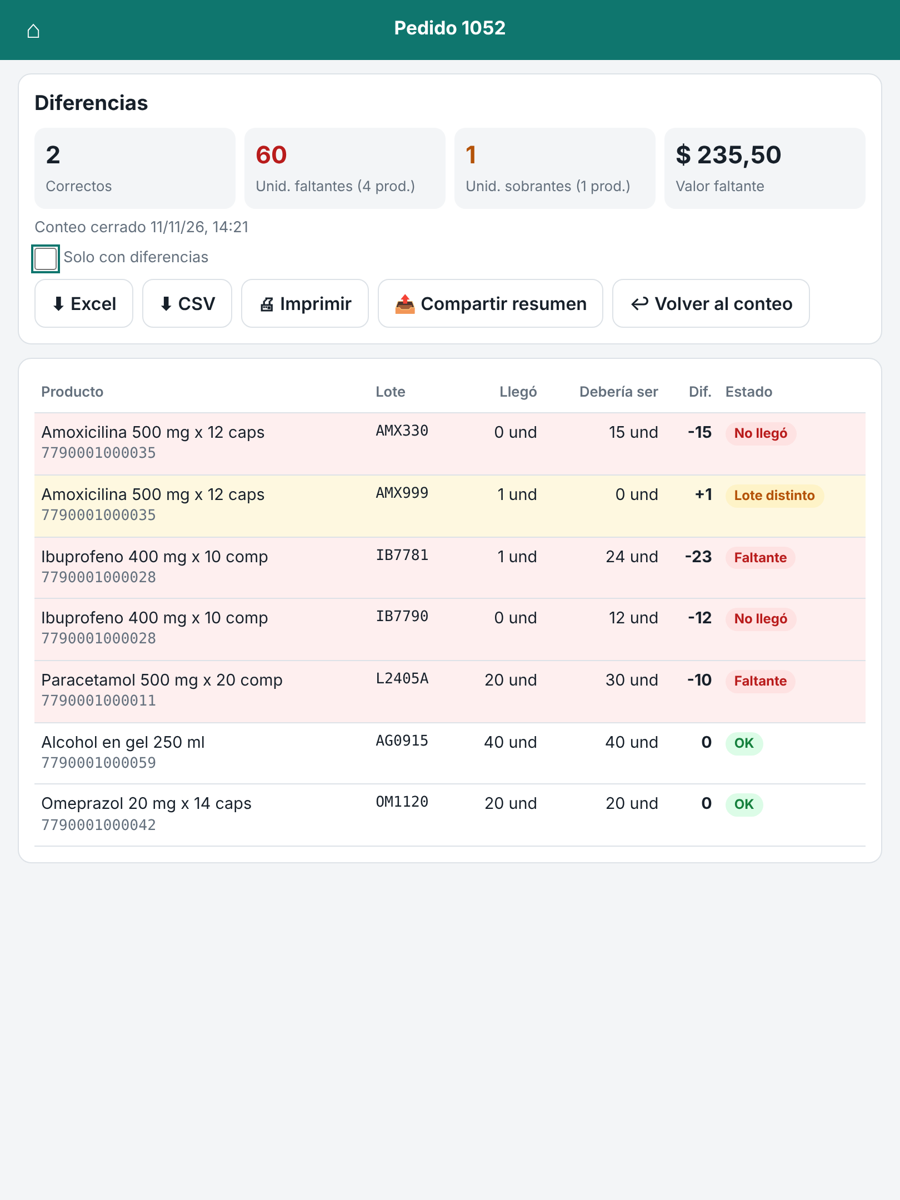 Pedido 1052
Diferencias
2
Correctos
60
Unid. faltantes (4 prod.)
1
Unid. sobrantes (1 prod.)
$ 235,50
Valor faltante
Conteo cerrado 11/11/26, 14:21
Solo con diferencias
⬇ Excel
⬇ CSV
🖨 Imprimir
📤 Compartir resumen
↩ Volver al conteo
Producto Lote Llegó Debería ser Dif. Estado
Amoxicilina 500 mg x 12 caps AMX330 0 und 15 und -15 No llegó
7790001000035
Amoxicilina 500 mg x 12 caps AMX999 1 und 0 und +1 Lote distinto
7790001000035
Ibuprofeno 400 mg x 10 comp IB7781 1 und 24 und -23 Faltante
7790001000028
Ibuprofeno 400 mg x 10 comp IB7790 0 und 12 und -12 No llegó
7790001000028
Paracetamol 500 mg x 20 comp L2405A 20 und 30 und -10 Faltante
7790001000011
Alcohol en gel 250 ml AG0915 40 und 40 und 0 OK
7790001000059
Omeprazol 20 mg x 14 caps OM1120 20 und 20 und 0 OK
7790001000042